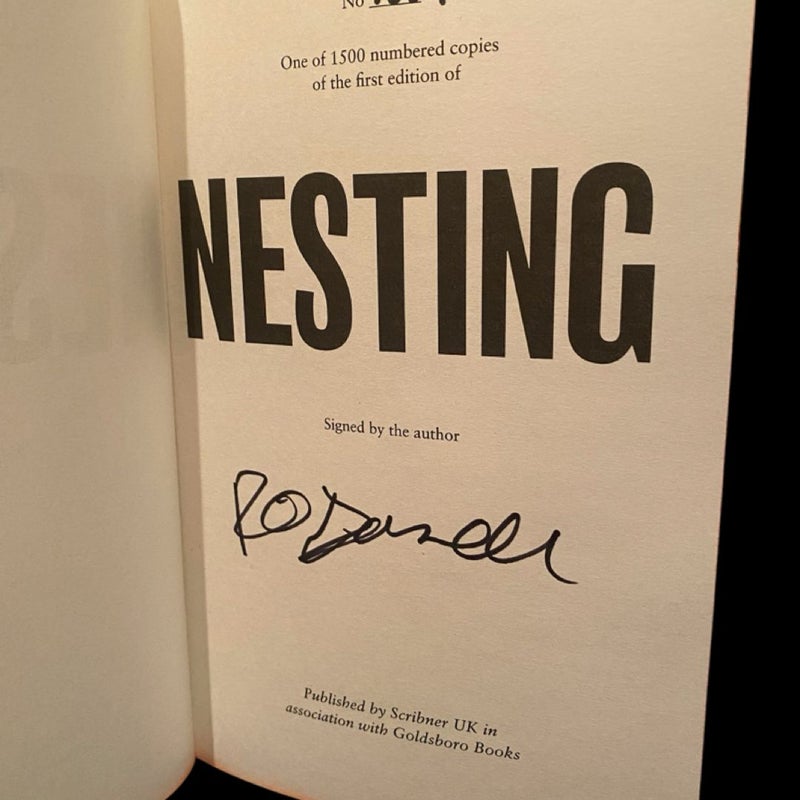 No
One of 1500 numbered copies
of the first edition of
NESTING
Signed by the author
Published by Scribner UK in
association with Goldsboro Books